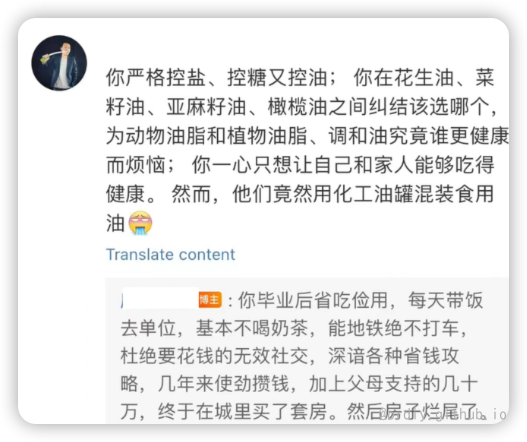 你严格控盐、控糖又控油； 你在花生油、菜
籽油、亚麻籽油、橄榄油之间纠结该选哪个，
为动物油脂和植物油脂、调和油究竟谁更健康
而烦恼； 你一心只想让自己和家人能够吃得
健康。 然而，他们竟然用化工油罐混装食用
油
Translate content
博主 : 你毕业后省吃俭用，每天带饭
去单位，基本不喝奶茶，能地铁绝不打车，
杜绝要花钱的无效社交，深谙各种省钱攻
略，几年来使劲攒钱，加上父母支持的几十
万，终于在城里买了套房。然后房子烂尾了。